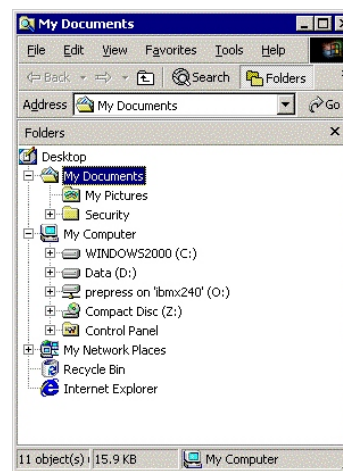 My Documents
File Edit View Favorites Tools Help
Back Search Folders
Address My Documents Go
Folders
Desktop
My Documents
My Pictures
Security
My Computer
WINDOWS2000 (C:)
Data (D:)
prepress on 'ibmx240' (O:)
Compact Disc (Z:)
Control Panel
My Network Places
Recycle Bin
Internet Explorer
11 object(s) 15.9 KB My Computer